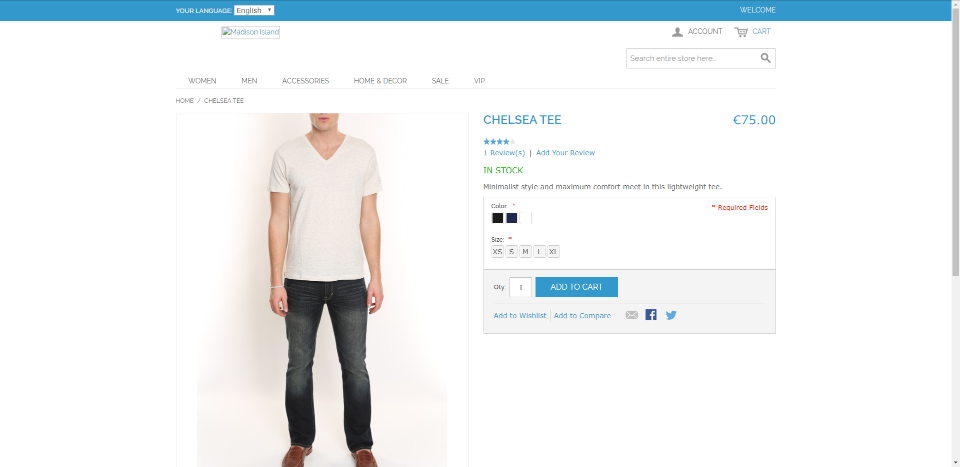 YOUR LANGUAGE: English
WELCOME
Madison Island
ACCOUNT
CART
Search entire store here...
WOMEN
MEN
ACCESSORIES
HOME & DECOR
SALE
VIP
HOME / CHELSEA TEE
CHELSEA TEE
€75.00
1 Review(s) | Add Your Review
IN STOCK
Minimalist style and maximum comfort meet in this lightweight tee.
Color: *
* Required Fields
Size: *
XS S M L XL
Qty 1 ADD TO CART
Add to Wishlist
Add to Compare